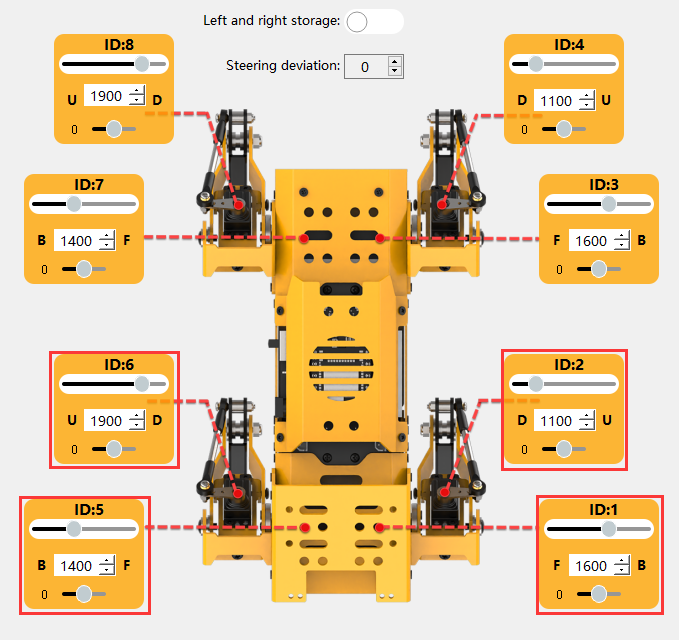 Left and right storage:
Steering deviation: 0
ID:8
U 1900 D
0
ID:4
D 1100 U
0
ID:7
B 1400 F
0
ID:3
F 1600 B
0
ID:6
U 1900 D
0
ID:2
D 1100 U
0
ID:5
B 1400 F
0
ID:1
F 1600 B
0